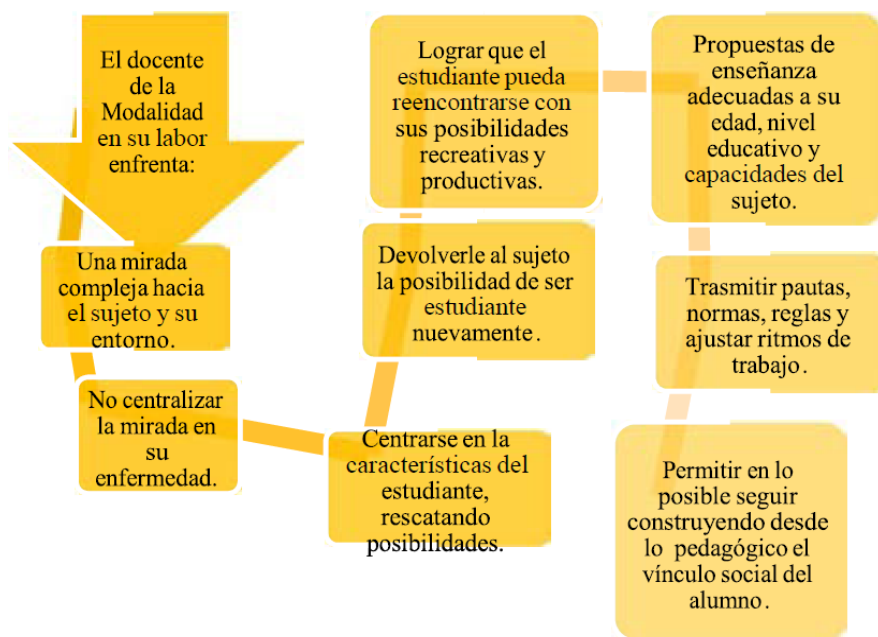 El docente
de la
Modalidad
en su labor
enfrenta:
Una mirada
compleja hacia
el sujeto y su
entorno.
No centralizar
la mirada en
su
enfermedad.
Centrarse en la
características del
estudiante,
rescatando
posibilidades.
Devolverle al sujeto
la posibilidad de ser
estudiante
nuevamente.
Lograr que el
estudiante pueda
reencontrarse con
sus posibilidades
recreativas y
productivas.
Propuestas de
enseñanza
adecuadas a su
edad, nivel
educativo y
capacidades del
sujeto.
Trasmitir pautas,
normas, reglas y
ajustar ritmos de
trabajo.
Permitir en lo
posible seguir
construyendo desde
lo pedagógico el
vínculo social del
alumno.